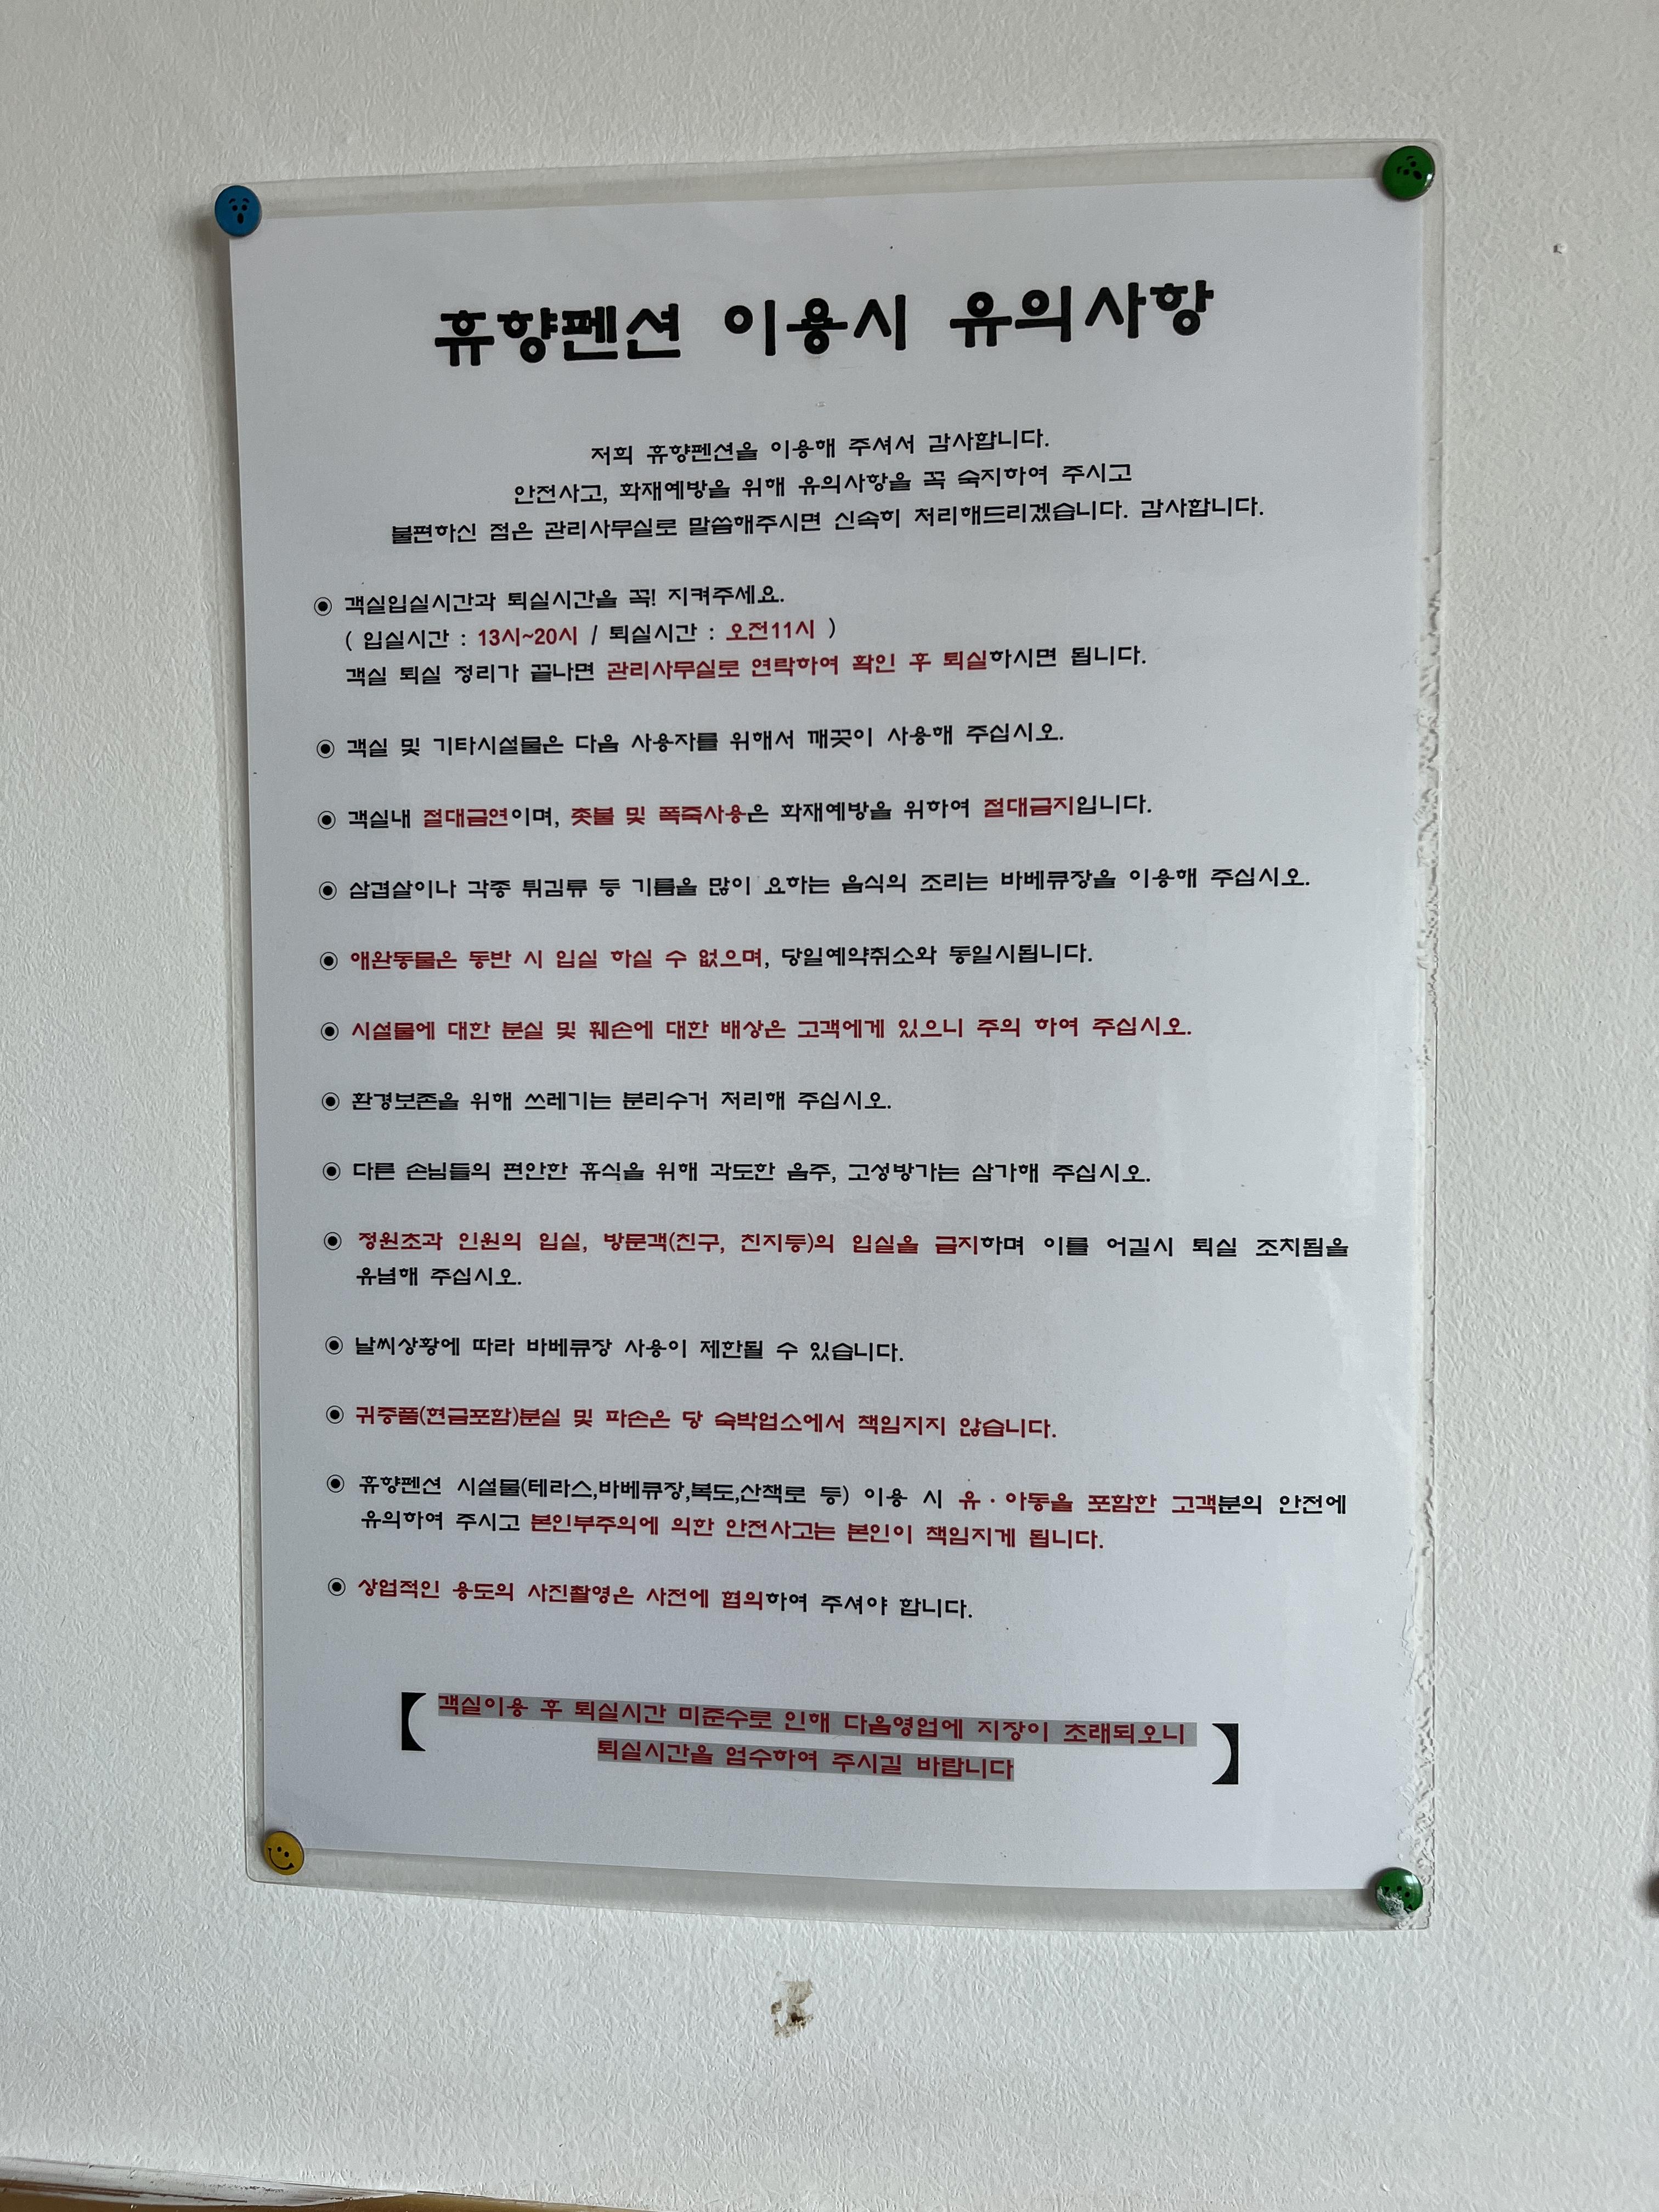 휴향펜션 이용시 유의사항
저희 휴향펜션을 이용해 주셔서 감사합니다.
안전사고, 화재예방을 위해 유의사항을 꼭 숙지하여 주시고
불편하신 점은 관리사무실로 말씀해주시면 신속히 처리해드리겠습니다. 감사합니다.
◉ 객실입실시간과 퇴실시간을 꼭! 지켜주세요.
( 입실시간 : 13시~20시 / 퇴실시간 : 오전11시 )
객실 퇴실 정리가 끝나면 관리사무실로 연락하여 확인 후 퇴실하시면 됩니다.
◉ 객실 및 기타시설물은 다음 사용자를 위해서 깨끗이 사용해 주십시오.
◉ 객실내 절대금연이며, 촛불 및 폭죽사용은 화재예방을 위하여 절대금지입니다.
◉ 삼겹살이나 각종 튀김류 등 기름을 많이 요하는 음식의 조리는 바베큐장을 이용해 주십시오.
◉ 애완동물은 동반 시 입실 하실 수 없으며, 당일예약취소와 동일시됩니다.
◉ 시설물에 대한 분실 및 훼손에 대한 배상은 고객에게 있으니 주의 하여 주십시오.
◉ 환경보존을 위해 쓰레기는 분리수거 처리해 주십시오.
◉ 다른 손님들의 편안한 휴식을 위해 과도한 음주, 고성방가는 삼가해 주십시오.
◉ 정원초과 인원의 입실, 방문객(친구, 친지등)의 입실을 금지하며 이를 어길시 퇴실 조치됨을
유념해 주십시오.
◉ 날씨상황에 따라 바베큐장 사용이 제한될 수 있습니다.
◉ 귀중품(현금포함)분실 및 파손은 당 숙박업소에서 책임지지 않습니다.
◉ 휴향펜션 시설물(테라스,바베큐장,복도,산책로 등) 이용 시 유 · 아동을 포함한 고객분의 안전에
유의하여 주시고 본인부주의에 의한 안전사고는 본인이 책임지게 됩니다.
◉ 상업적인 용도의 사진촬영은 사전에 협의하여 주셔야 합니다.
【객실이용 후 퇴실시간 미준수로 인해 다음영업에 지장이 초래되오니
퇴실시간을 엄수하여 주시길 바랍니다】